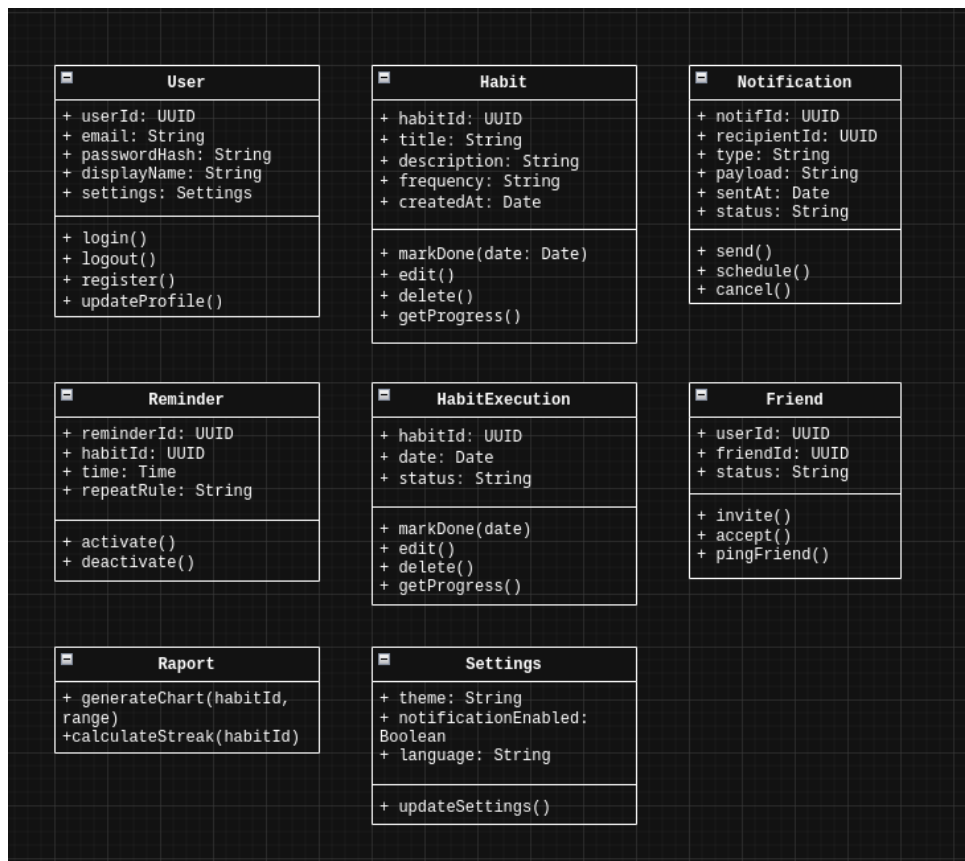 User
+ userId: UUID
+ email: String
+ passwordHash: String
+ displayName: String
+ settings: Settings
+ login()
+ logout()
+ register()
+ updateProfile()
Habit
+ habitId: UUID
+ title: String
+ description: String
+ frequency: String
+ createdAt: Date
+ markDone(date: Date)
+ edit()
+ delete()
+ getProgress()
Notification
+ notifId: UUID
+ recipientId: UUID
+ type: String
+ payload: String
+ sentAt: Date
+ status: String
+ send()
+ schedule()
+ cancel()
Reminder
+ reminderId: UUID
+ habitId: UUID
+ time: Time
+ repeatRule: String
+ activate()
+ deactivate()
HabitExecution
+ habitId: UUID
+ date: Date
+ status: String
+ markDone(date)
+ edit()
+ delete()
+ getProgress()
Friend
+ userId: UUID
+ friendId: UUID
+ status: String
+ invite()
+ accept()
+ pingFriend()
Raport
+ generateChart(habitId,
range)
+calculateStreak(habitId)
Settings
+ theme: String
+ notificationEnabled:
Boolean
+ language: String
+ updateSettings()